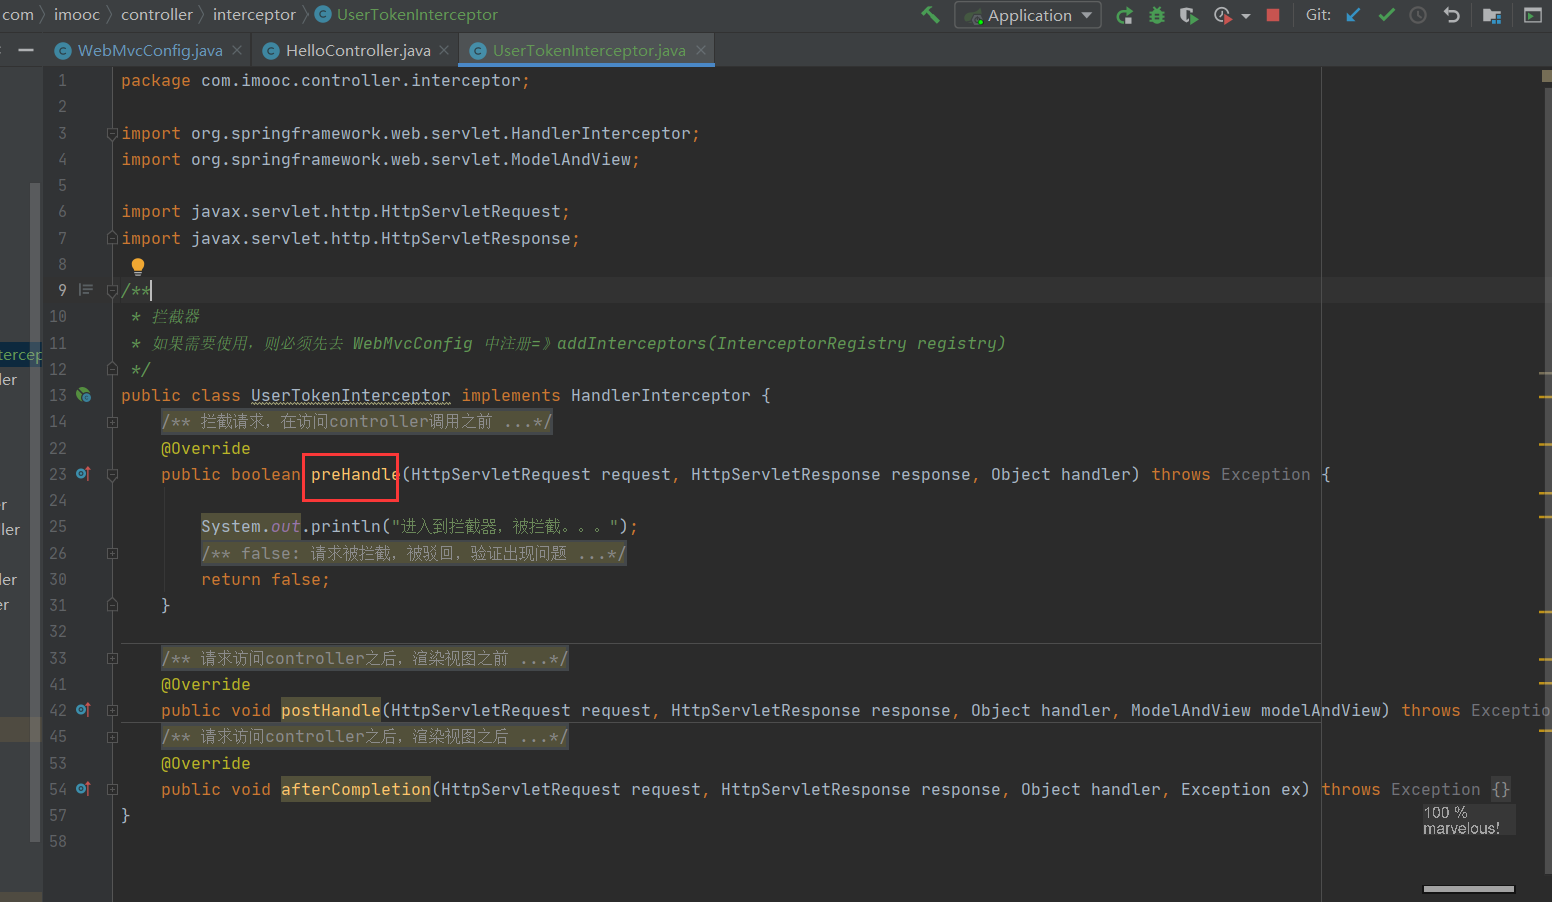 com imooc controller interceptor UserTokenInterceptor Application Git:
WebMvcConfig.java HelloController.java UserTokenInterceptor.java
1 package com.imooc.controller.interceptor;
2
3 import org.springframework.web.servlet.HandlerInterceptor;
4 import org.springframework.web.servlet.ModelAndView;
5
6 import javax.servlet.http.HttpServletRequest;
7 import javax.servlet.http.HttpServletResponse;
8
9 /**
10 * 拦截器
11 * 如果需要使用，则必须先去 WebMvcConfig 中注册=》addInterceptors(InterceptorRegistry registry)
12 */
13 public class UserTokenInterceptor implements HandlerInterceptor {
14 /** 拦截请求，在访问controller调用之前 ...*/
22 @Override
23 public boolean preHandle(HttpServletRequest request, HttpServletResponse response, Object handler) throws Exception {
24
25 System.out.println("进入到拦截器，被拦截。。。");
26 /** false: 请求被拦截，被驳回，验证出现问题 ...*/
30 return false;
31 }
32
33 /** 请求访问controller之后，渲染视图之前 ...*/
41 @Override
42 public void postHandle(HttpServletRequest request, HttpServletResponse response, Object handler, ModelAndView modelAndView) throws Exceptio
45 /** 请求访问controller之后，渲染视图之后 ...*/
53 @Override
54 public void afterCompletion(HttpServletRequest request, HttpServletResponse response, Object handler, Exception ex) throws Exception {}
57 }
58
tercep
ler
r
ler
ler
er
100 %
marvelous!